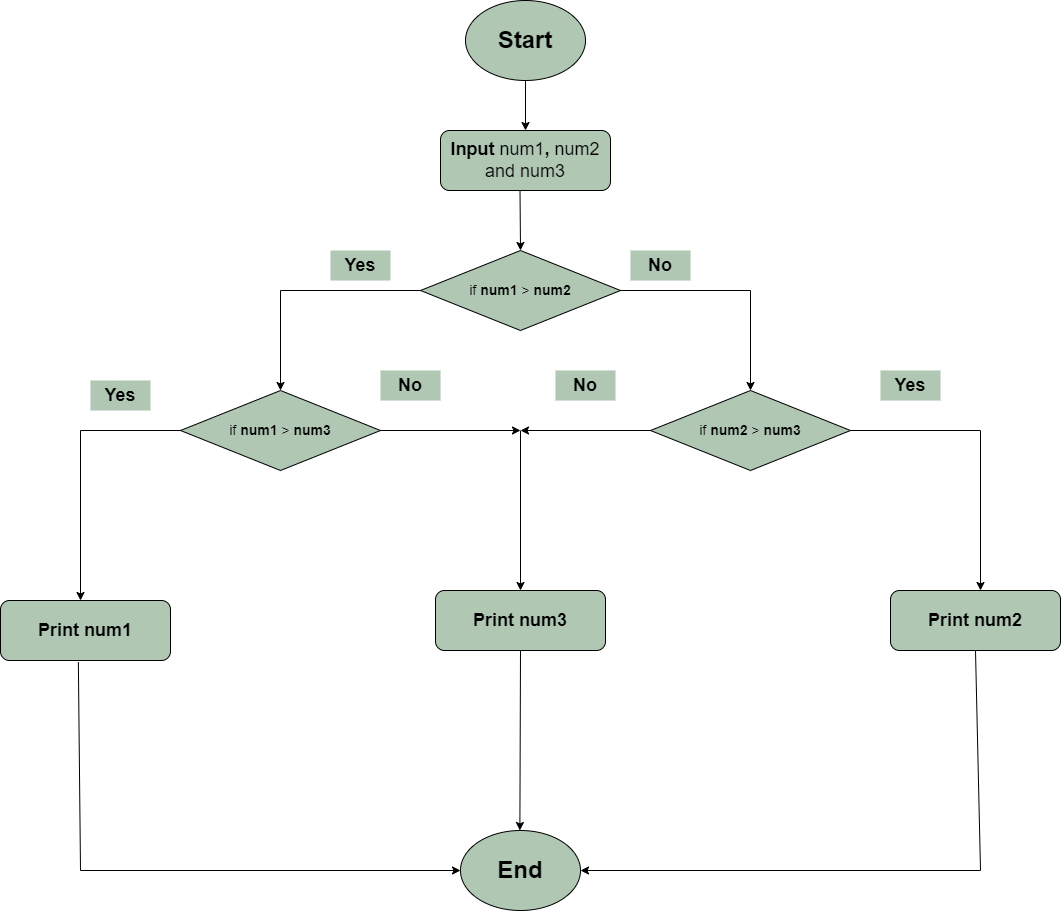 Start
Input num1, num2
and num3
Yes
No
if num1 > num2
Yes
No
No
Yes
if num1 > num3
if num2 > num3
Print num1
Print num3
Print num2
End